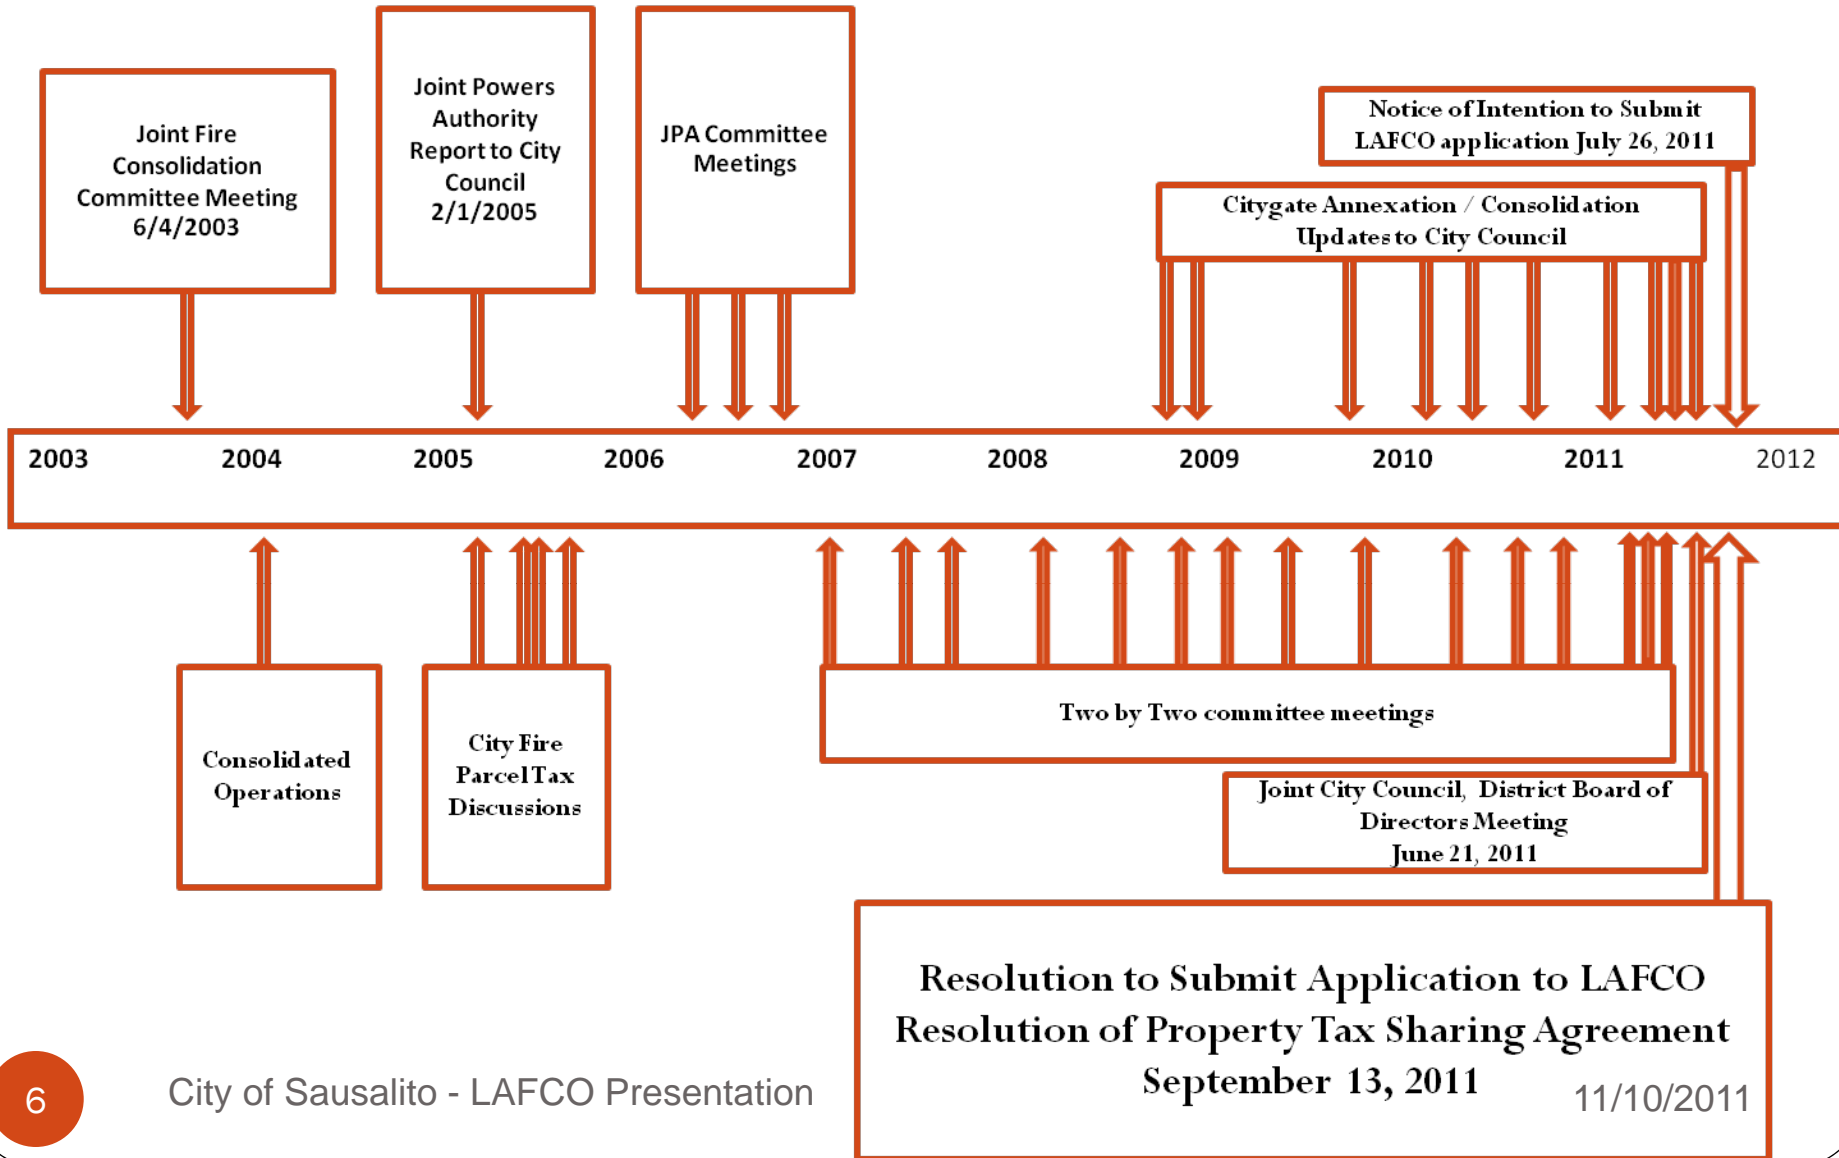 Joint Fire
Consolidation
Committee Meeting
6/4/2003
Joint Powers
Authority
Report to City
Council
2/1/2005
JPA Committee
Meetings
Notice of Intention to Submit
LAFCO application July 26, 2011
Citygate Annexation / Consolidation
Updates to City Council
2003 2004 2005 2006 2007 2008 2009 2010 2011 2012
Consolidated
Operations
City Fire
Parcel Tax
Discussions
Two by Two committee meetings
Joint City Council, District Board of
Directors Meeting
June 21, 2011
Resolution to Submit Application to LAFCO
Resolution of Property Tax Sharing Agreement
September 13, 2011
6
City of Sausalito - LAFCO Presentation
11/10/2011